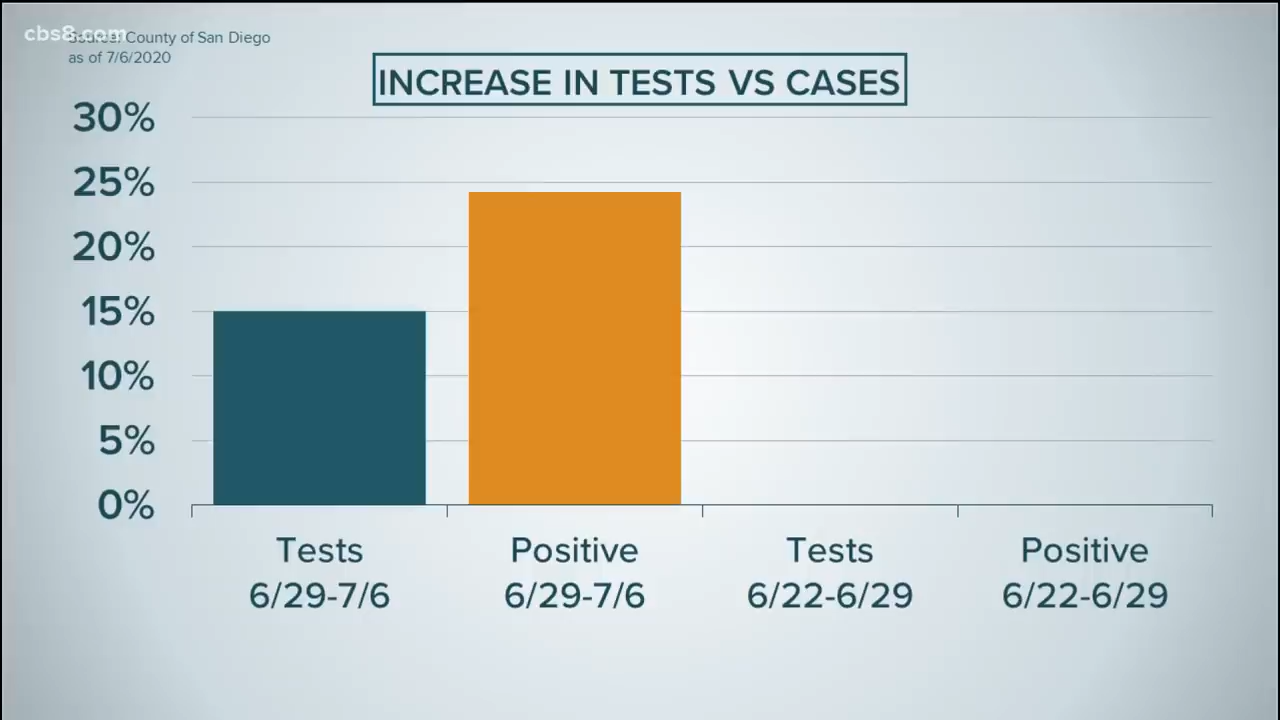 cbs8.com
Source: County of San Diego
as of 7/6/2020
INCREASE IN TESTS VS CASES
30%
25%
20%
15%
10%
5%
0%
Tests
6/29-7/6
Positive
6/29-7/6
Tests
6/22-6/29
Positive
6/22-6/29